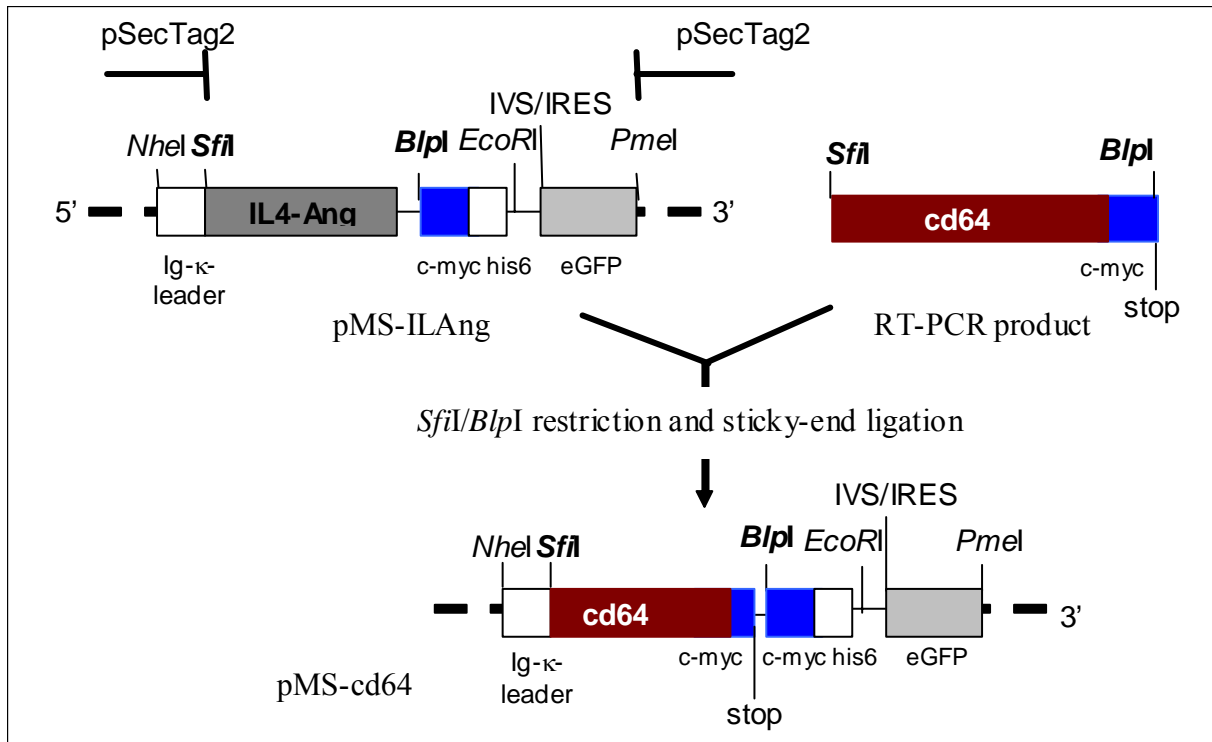 pSecTag2 pSecTag2
IVS/IRES
NheI SfiI BlpI EcoRI PmeI
SfiI BlpI
5’ IL4-Ang 3’
cd64
Ig-κ-
leader
c-myc his6 eGFP
c-myc
stop
pMS-ILAng
RT-PCR product
SfiI/BlpI restriction and sticky-end ligation
IVS/IRES
NheI SfiI BlpI EcoRI PmeI
cd64 3’
Ig-κ-
leader
c-myc c-myc his6 eGFP
pMS-cd64
stop